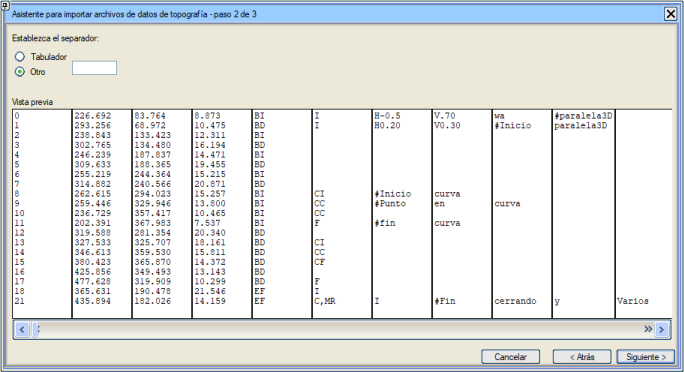 Asistente para importar archivos de datos de topografía - paso 2 de 3
Establezca el separador:
Tabulador
Otro
Vista previa
0 226.692 83.764 8.873 BI I H-0.5 V.70 wa #paralela3D
1 293.256 68.972 10.475 BD I H0.20 V0.30 #Inicio paralela3D
2 238.843 133.423 12.311 BI
3 302.765 134.480 16.194 BD
4 246.239 187.837 14.471 BI
5 309.633 188.365 19.455 BD
6 255.219 244.364 15.215 BI
7 314.882 240.566 20.871 BD
8 262.615 294.023 15.257 BI CI #Inicio curva
9 259.446 329.946 13.800 BI CC #Punto en curva
10 236.729 357.417 10.465 BI CC
11 202.391 367.983 7.537 BI F #fin curva
12 319.588 281.354 20.340 BD
13 327.533 325.707 18.161 BD CI
14 346.613 359.530 15.811 BD CC
15 380.423 365.870 14.372 BD CF
16 425.856 349.493 13.143 BD
17 477.628 319.909 10.299 BD F
18 365.631 190.478 21.546 EF I
21 435.894 182.026 14.159 EF C,MR I #Fin cerrando y Varios
Cancelar < Atrás Siguiente >